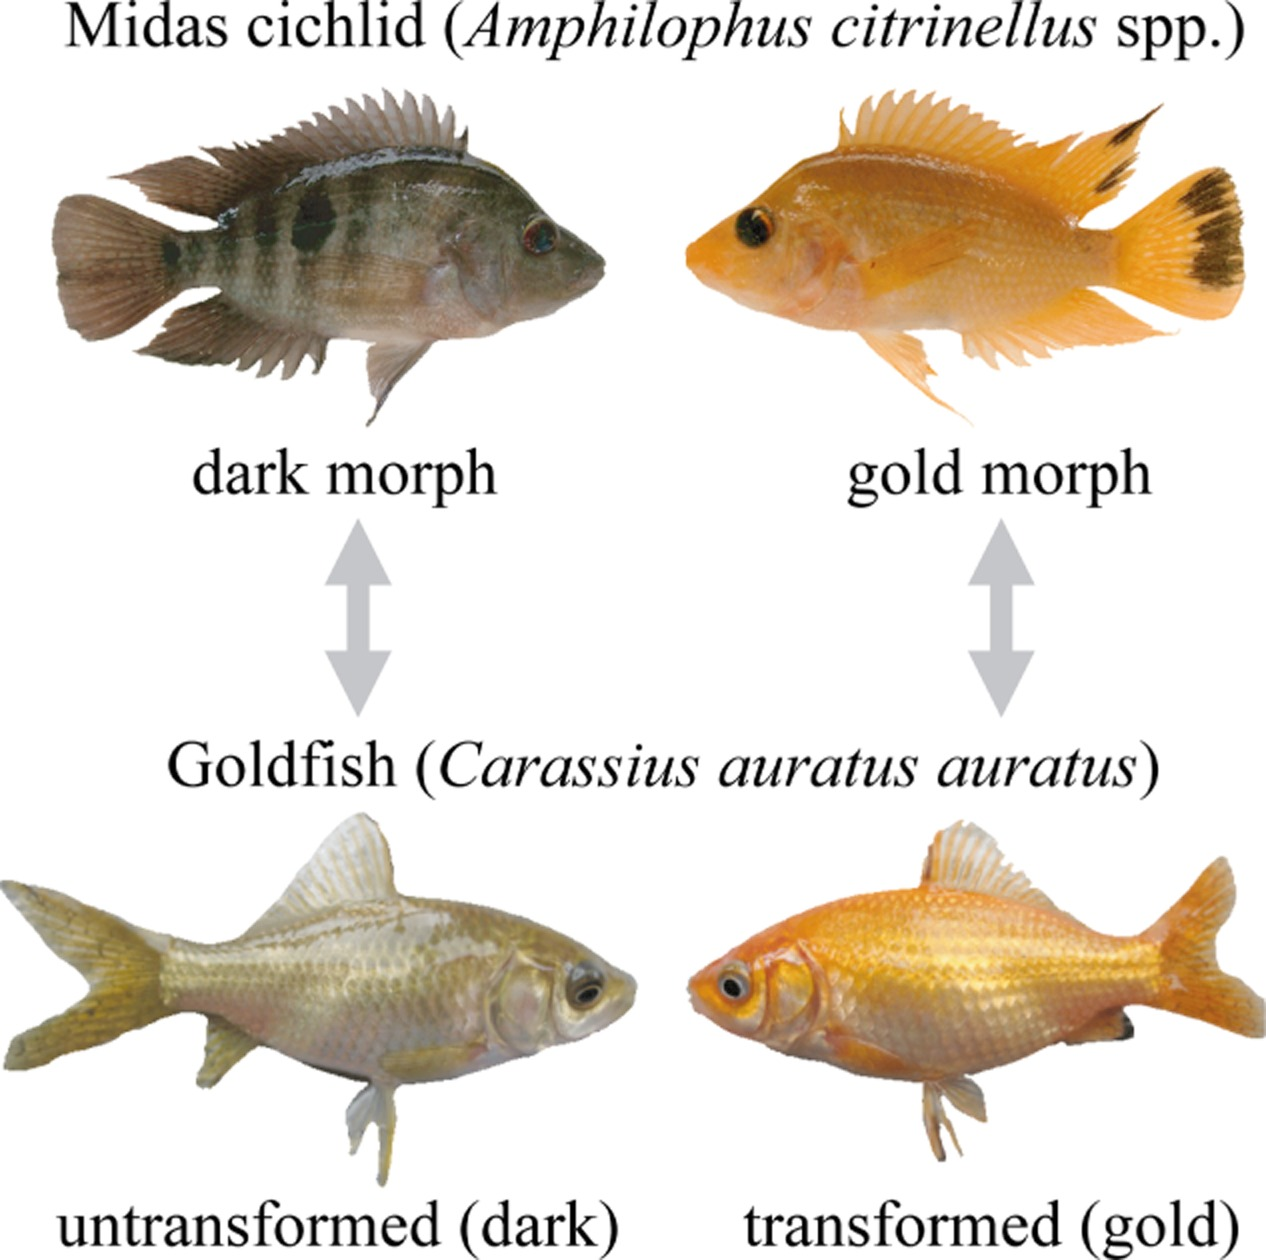 Midas cichlid (Amphilophus citrinellus spp.)
dark morph
gold morph
Goldfish (Carassius auratus auratus)
untransformed (dark)
transformed (gold)